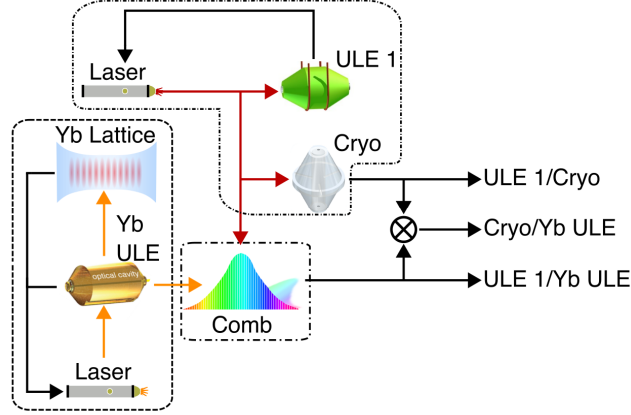 ULE 1
Laser
Yb Lattice
Cryo
ULE 1/Cryo
Yb
ULE
Cryo/Yb ULE
optical cavity
ULE 1/Yb ULE
Comb
Laser